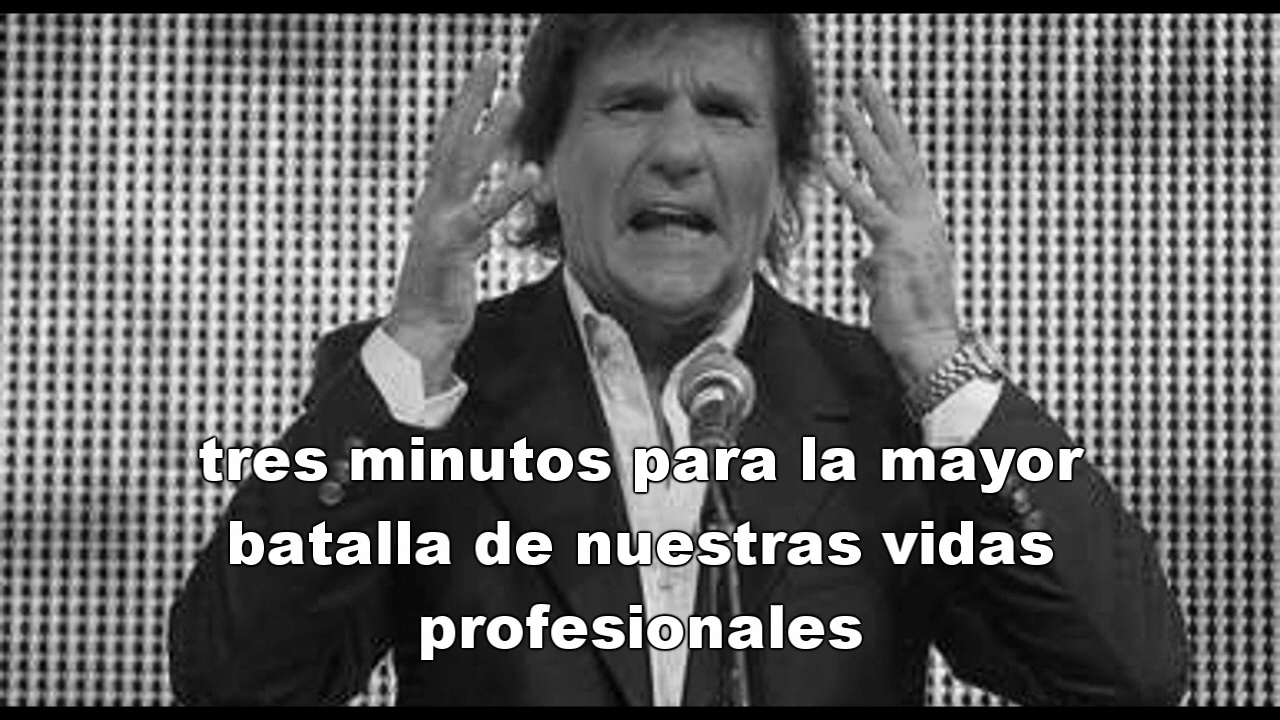 tres minutos para la mayor
batalla de nuestras vidas
profesionales